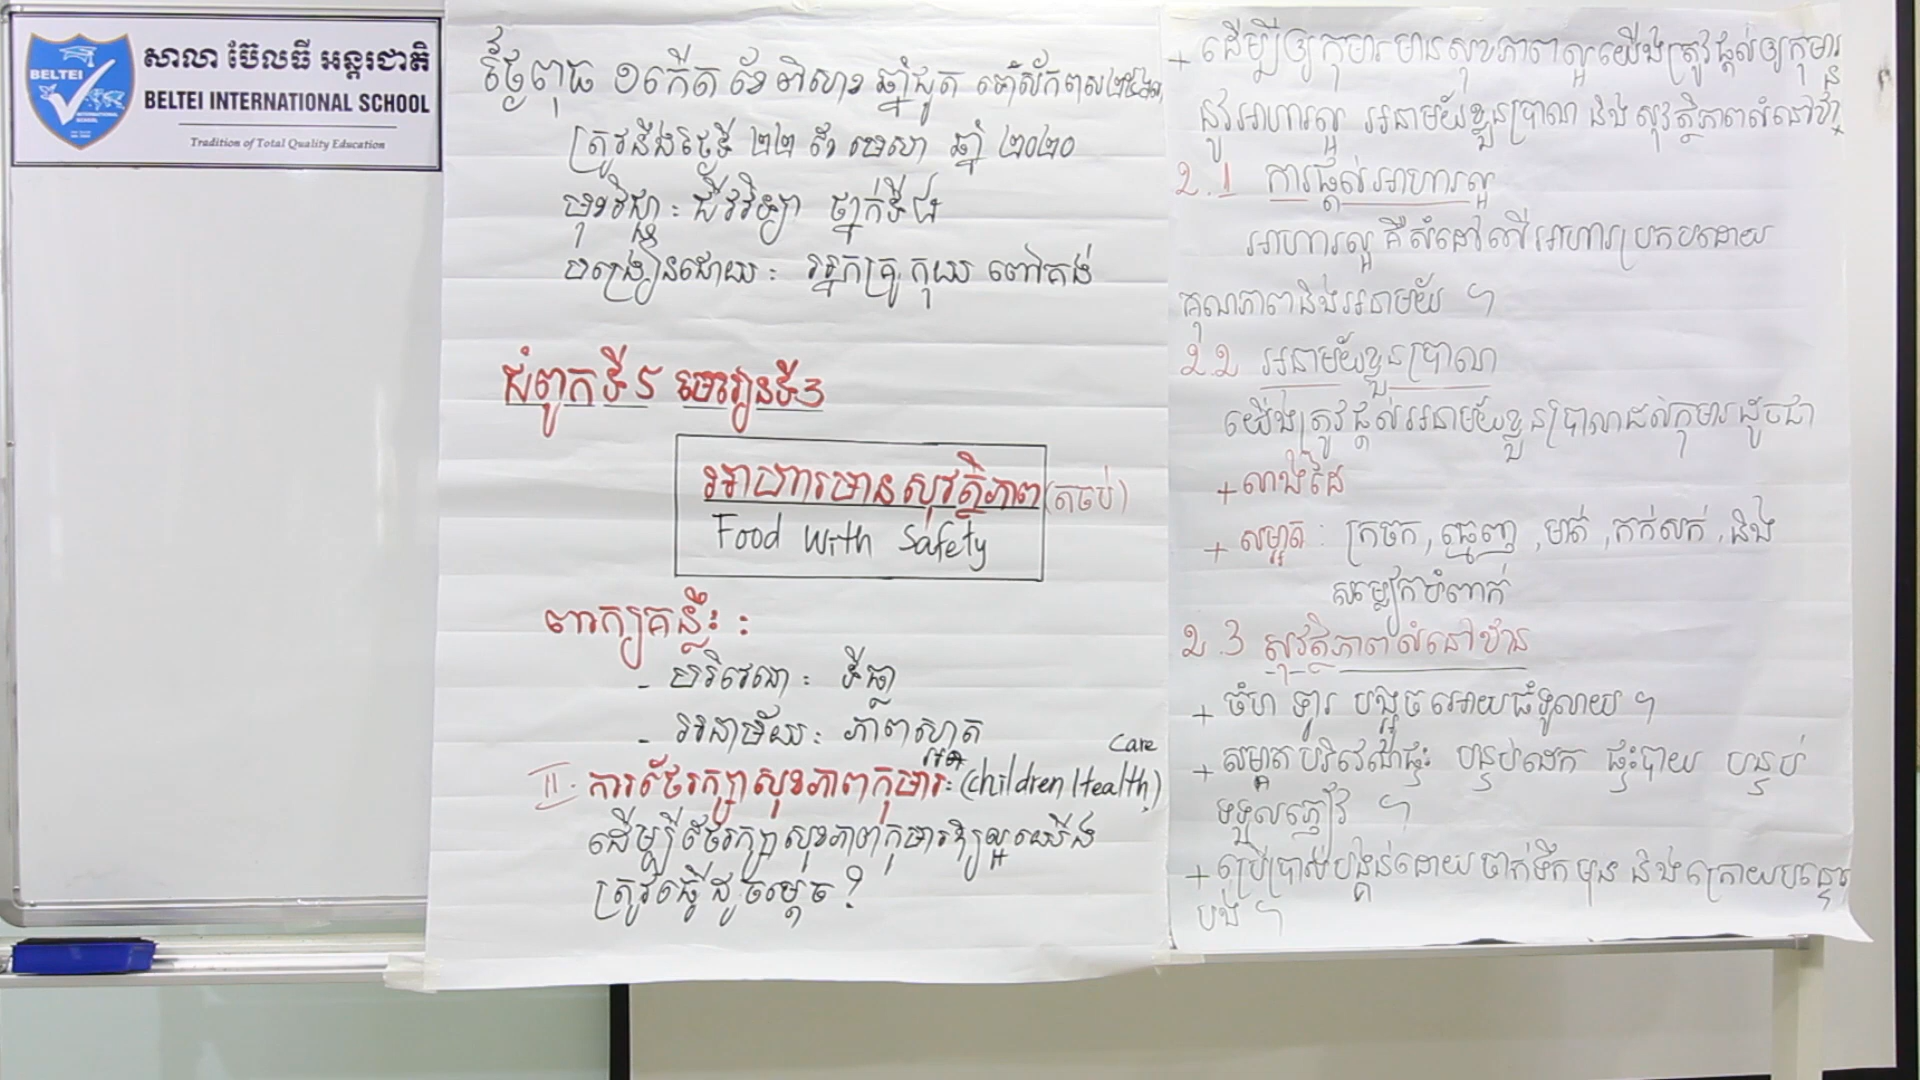 សាលា ប៊ែលធី អន្តរជាតិ
BELTEI INTERNATIONAL SCHOOL
Tradition of Total Quality Education
BELTEI
INTERNATIONAL
SCHOOL
ថ្ងៃពុធ ១កើត ខែពិសាខ ឆ្នាំជូត ទោស័ក ព.ស
ត្រូវនឹងថ្ងៃទី ២២ ខែ មេសា ឆ្នាំ ២០២០
មុខវិជ្ជា : ជីវវិទ្យា ថ្នាក់ទី៨
បង្រៀនដោយ : អ្នកគ្រូ កុយ ពៅគង់
ជំពូកទី5 មេរៀនទី3
អាហារមានសុវត្ថិភាព (តចប់)
Food With Safety
ពាក្យគន្លឹះ :
- បរិវេណ : ទីធ្លា
- អនាម័យ : ភាពស្អាត
II. ការថែរក្សាសុខភាពកុមារ : (children Health Care)
ដើម្បីថែរក្សាសុខភាពកុមារឱ្យល្អយើង
ត្រូវធ្វើដូចម្តេច ?
+ ដើម្បីឲ្យកុមារមានសុខភាពល្អយើងត្រូវផ្តល់ឲ្យកុមារ
នូវអាហារល្អ អនាម័យខ្លួនប្រាណ និង សុវត្ថិភាពលំនៅឋាន
2.1 ការផ្តល់អាហារល្អ
អាហារល្អ គឺសំដៅលើអាហារប្រកបដោយ
គុណភាពនិងអនាម័យ ។
2.2 អនាម័យខ្លួនប្រាណ
យើងត្រូវផ្តល់អនាម័យខ្លួនប្រាណដល់កុមារដូចជា
+ លាងដៃ
+ សម្អាត : ក្រចក , ធ្មេញ , មាត់ , កក់សក់ , និង
សម្លៀកបំពាក់
2.3 សុវត្ថិភាពលំនៅឋាន
+ ចំហ ទ្វារ បង្អួចអោយធំទូលាយ ។
+ សម្អាតបរិវេណផ្ទះ បន្ទប់ដេក ផ្ទះបាយ បន្ទប់
ទទួលភ្ញៀវ ។
+ ប្រើប្រាស់បង្គន់ដោយចាក់ទឹកមុន និងក្រោយបន្ទោរ
បង់ ។